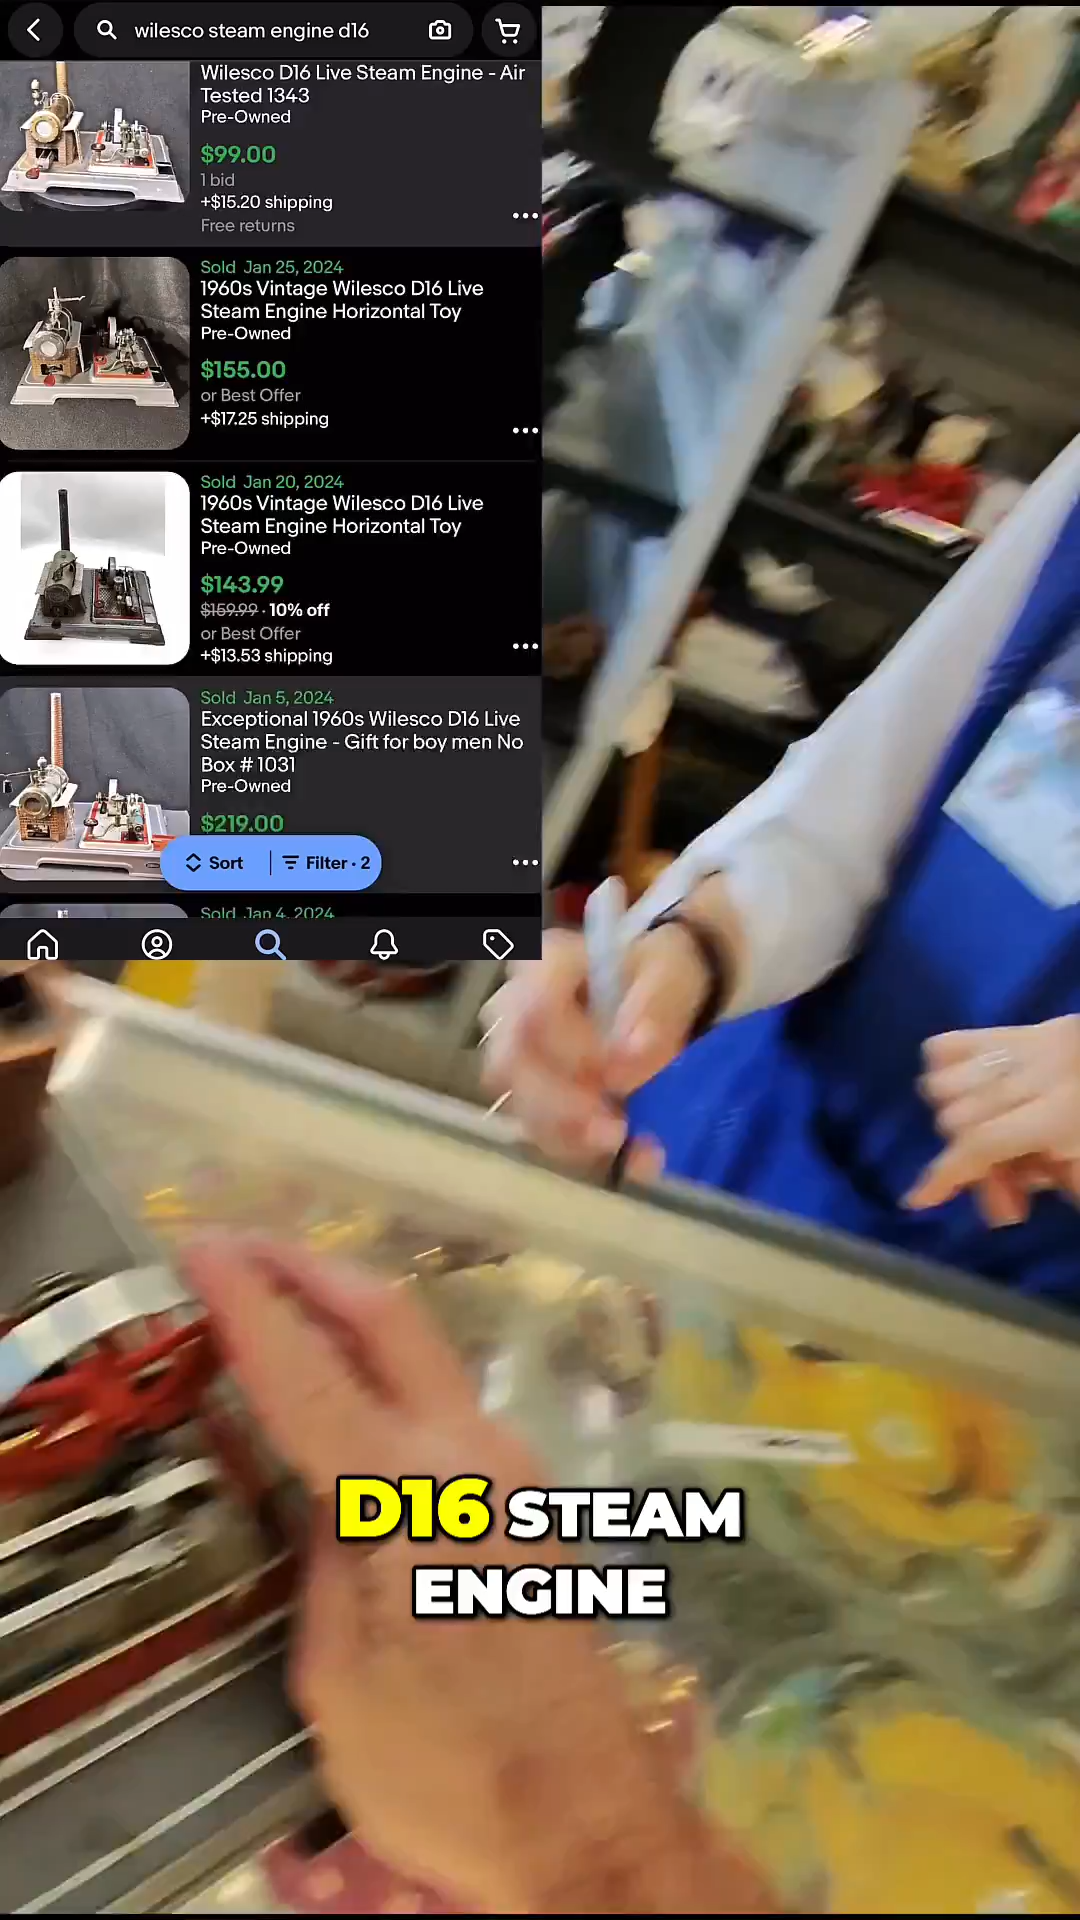 wilesco steam engine d16
Wilesco D16 Live Steam Engine - Air
Tested 1343
Pre-Owned
$99.00
1 bid
+$15.20 shipping
Free returns
Sold Jan 25, 2024
1960s Vintage Wilesco D16 Live
Steam Engine Horizontal Toy
Pre-Owned
$155.00
or Best Offer
+$17.25 shipping
Sold Jan 20, 2024
1960s Vintage Wilesco D16 Live
Steam Engine Horizontal Toy
Pre-Owned
$143.99
$159.99 · 10% off
or Best Offer
+$13.53 shipping
Sold Jan 5, 2024
Exceptional 1960s Wilesco D16 Live
Steam Engine - Gift for boy men No
Box # 1031
Pre-Owned
$219.00
Sort Filter · 2
Sold Jan 4, 2024
D16 STEAM
ENGINE